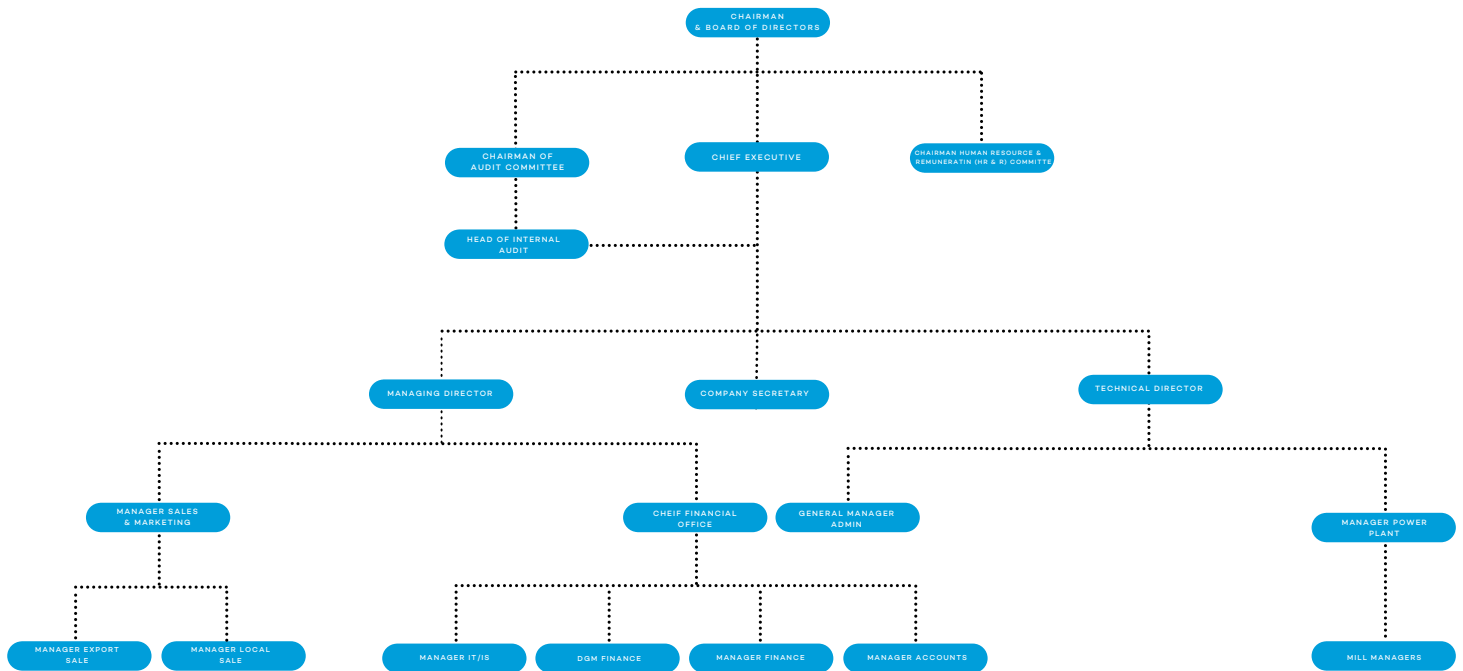 CHAIRMAN
& BOARD OF DIRECTORS
CHAIRMAN OF
AUDIT COMMITTEE
CHIEF EXECUTIVE
CHAIRMAN HUMAN RESOURCE &
REMUNERATIN (HR & R) COMMITTE
HEAD OF INTERNAL
AUDIT
MANAGING DIRECTOR
COMPANY SECRETARY
TECHNICAL DIRECTOR
MANAGER SALES
& MARKETING
CHEIF FINANCIAL
OFFICE
GENERAL MANAGER
ADMIN
MANAGER POWER
PLANT
MANAGER EXPORT
SALE
MANAGER LOCAL
SALE
MANAGER IT/IS
DGM FINANCE
MANAGER FINANCE
MANAGER ACCOUNTS
MILL MANAGERS